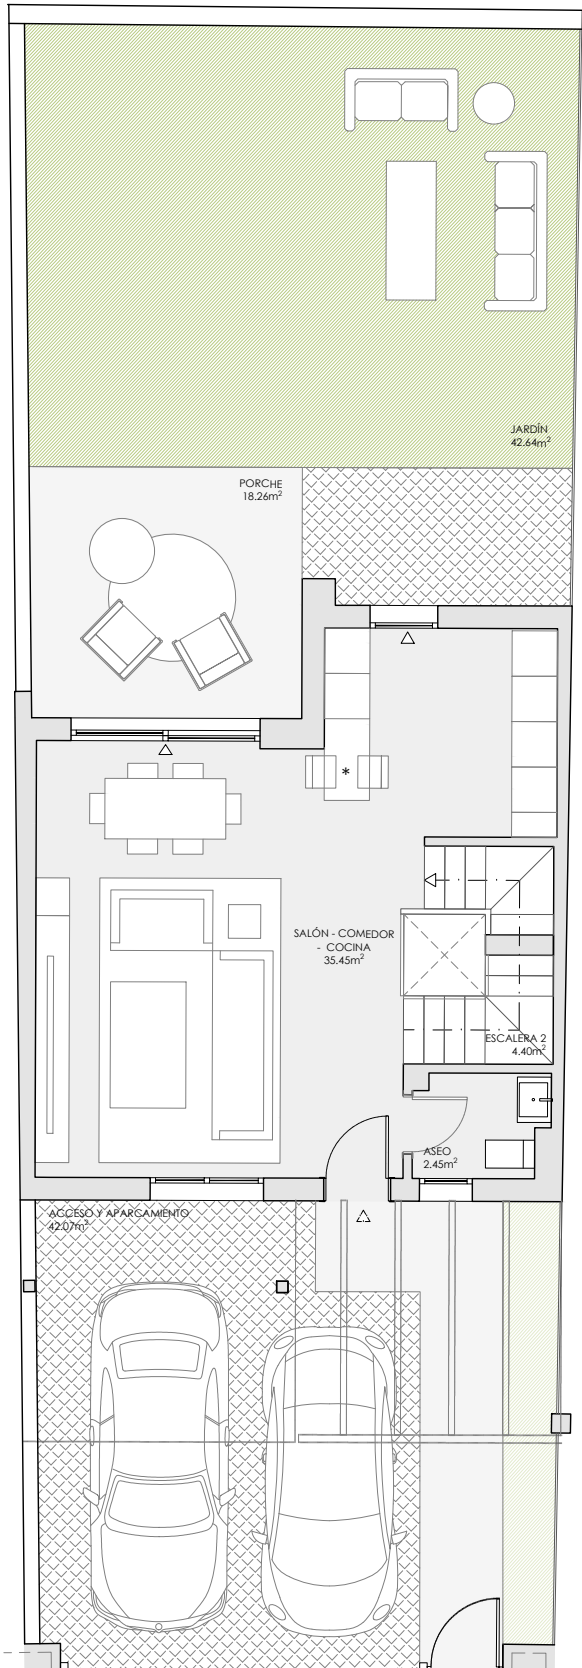 JARDÍN
42.64m²
PORCHE
18.26m²
*
SALÓN - COMEDOR
- COCINA
35.45m²
ESCALERA 2
4.40m²
ASEO
2.45m²
ACCESO Y APARCAMIENTO
42.07m²